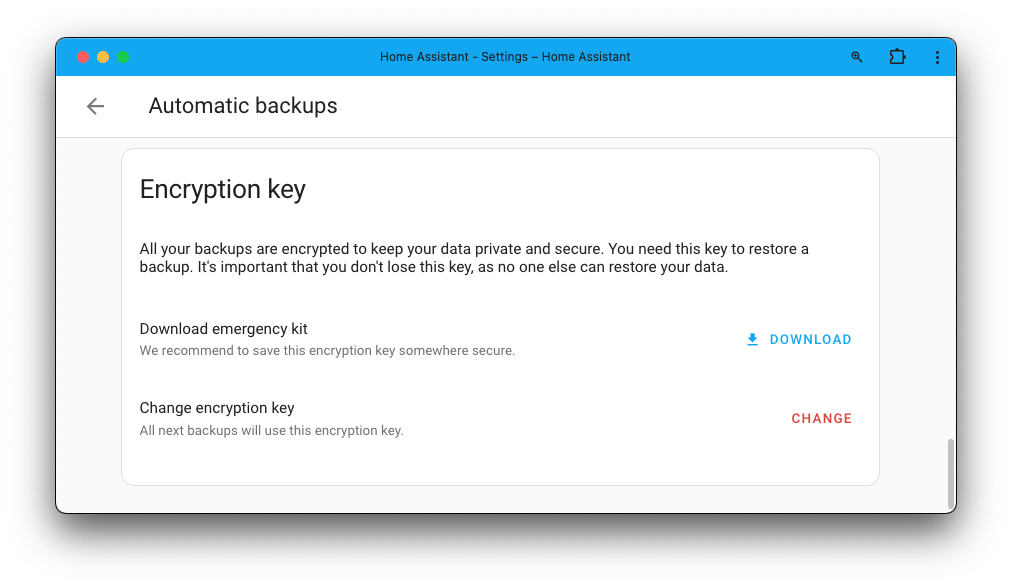 Home Assistant - Settings – Home Assistant
Automatic backups
Encryption key
All your backups are encrypted to keep your data private and secure. You need this key to restore a
backup. It's important that you don't lose this key, as no one else can restore your data.
Download emergency kit
We recommend to save this encryption key somewhere secure.
DOWNLOAD
Change encryption key
All next backups will use this encryption key.
CHANGE